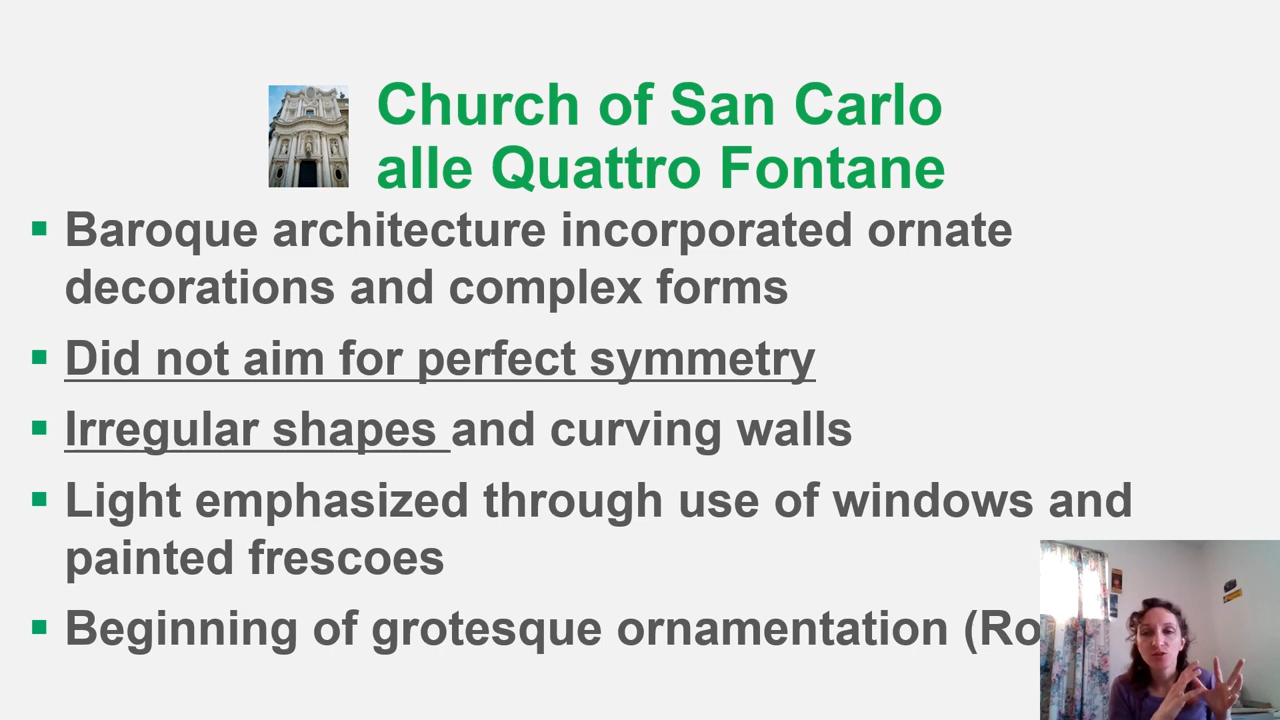 Church of San Carlo
alle Quattro Fontane
Baroque architecture incorporated ornate
decorations and complex forms
Did not aim for perfect symmetry
Irregular shapes and curving walls
Light emphasized through use of windows and
painted frescoes
Beginning of grotesque ornamentation